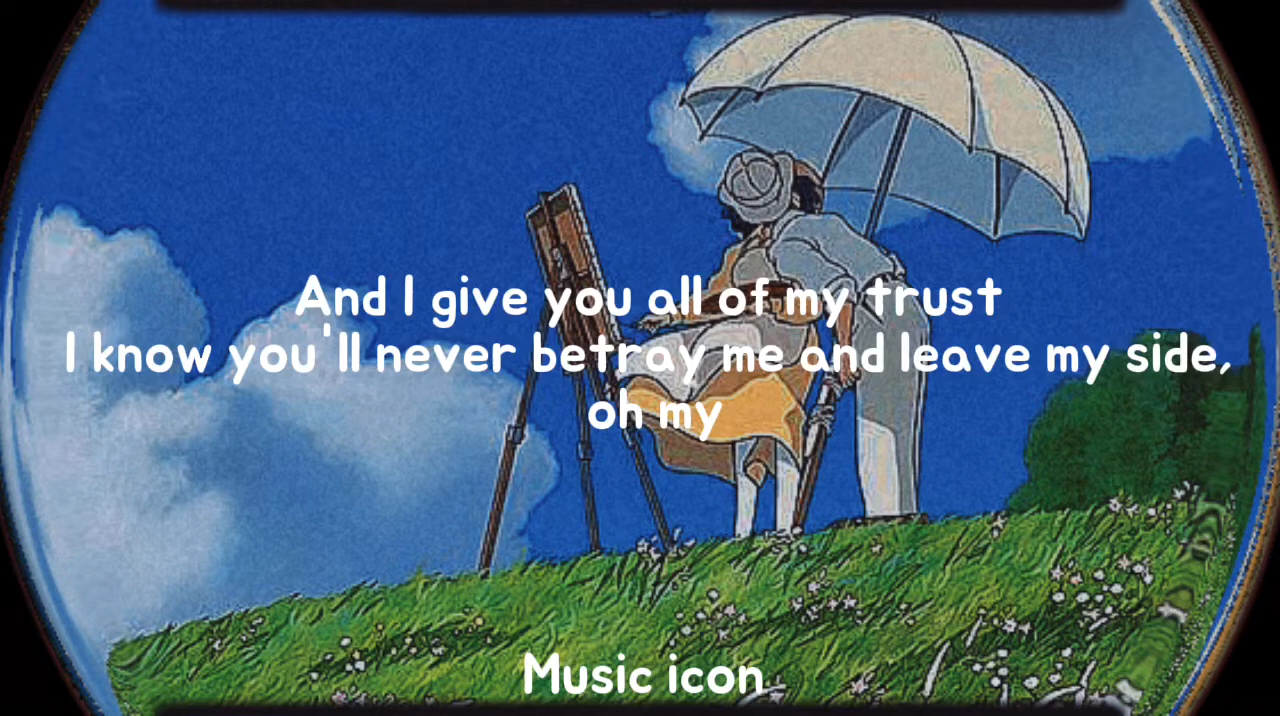 And I give you all of my trust
I know you'll never betray me and leave my side,
oh my
Music icon